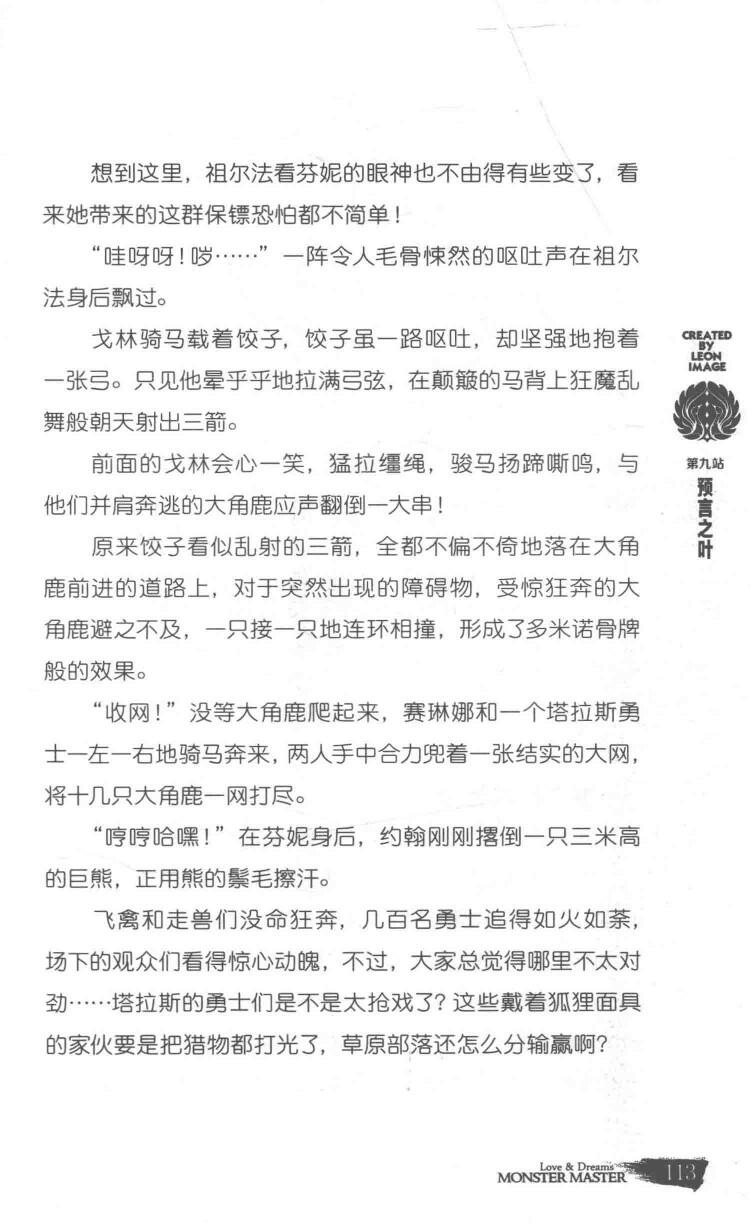 想到这里，祖尔法看芬妮的眼神也不由得有些变了，看
来她带来的这群保镖恐怕都不简单！
“哇呀呀！哕……”一阵令人毛骨悚然的呕吐声在祖尔
法身后飘过。
戈林骑马载着饺子，饺子虽一路呕吐，却坚强地抱着
一张弓。只见他晕乎乎地拉满弓弦，在颠簸的马背上狂魔乱
舞般朝天射出三箭。
前面的戈林会心一笑，猛拉缰绳，骏马扬蹄嘶鸣，与
他们并肩奔逃的大角鹿应声翻倒一大串！
原来饺子看似乱射的三箭，全都不偏不倚地落在大角
鹿前进的道路上，对于突然出现的障碍物，受惊狂奔的大
角鹿避之不及，一只接一只地连环相撞，形成了多米诺骨牌
般的效果。
“收网！”没等大角鹿爬起来，赛琳娜和一个塔拉斯勇
士一左一右地骑马奔来，两人手中合力兜着一张结实的大网，
将十几只大角鹿一网打尽。
“哼哼哈嘿！”在芬妮身后，约翰刚刚撂倒一只三米高
的巨熊，正用熊的鬃毛擦汗。
飞禽和走兽们没命狂奔，几百名勇士追得如火如荼，
场下的观众们看得惊心动魄，不过，大家总觉得哪里不太对
劲……塔拉斯的勇士们是不是太抢戏了？这些戴着狐狸面具
的家伙要是把猎物都打光了，草原部落还怎么分输赢啊？
CREATED
BY
LEON
IMAGE
第九站
预言之叶
Love & Dreams
MONSTER MASTER
113